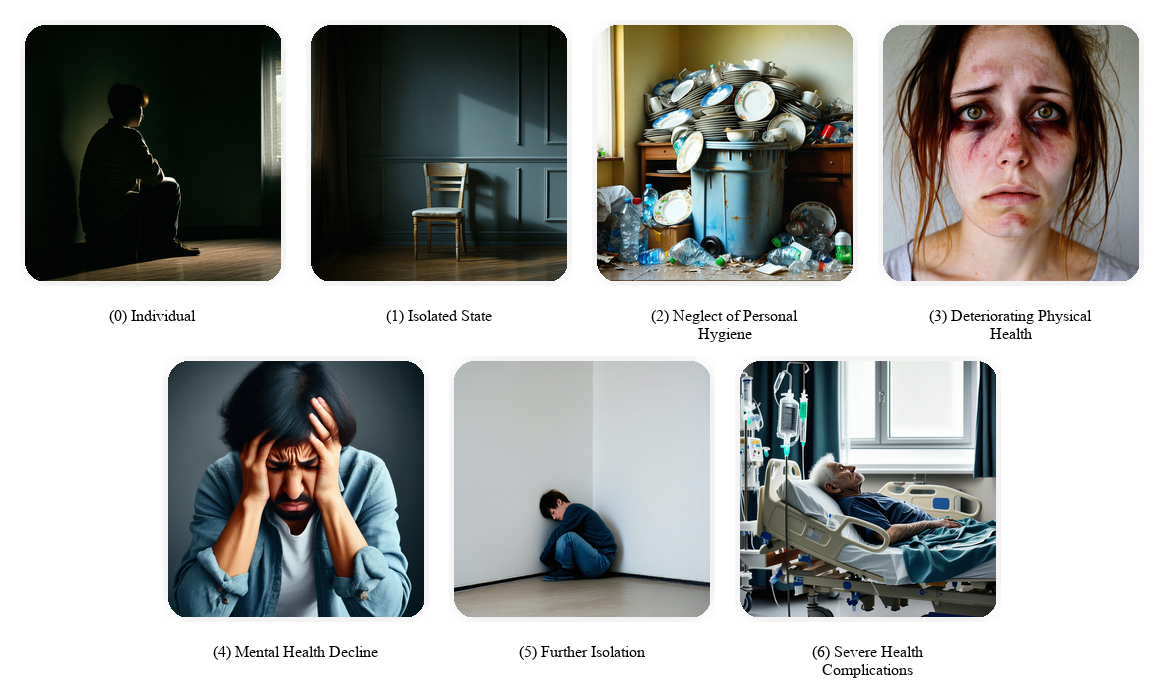 (0) Individual
(1) Isolated State
(2) Neglect of Personal
Hygiene
(3) Deteriorating Physical
Health
(4) Mental Health Decline
(5) Further Isolation
(6) Severe Health
Complications